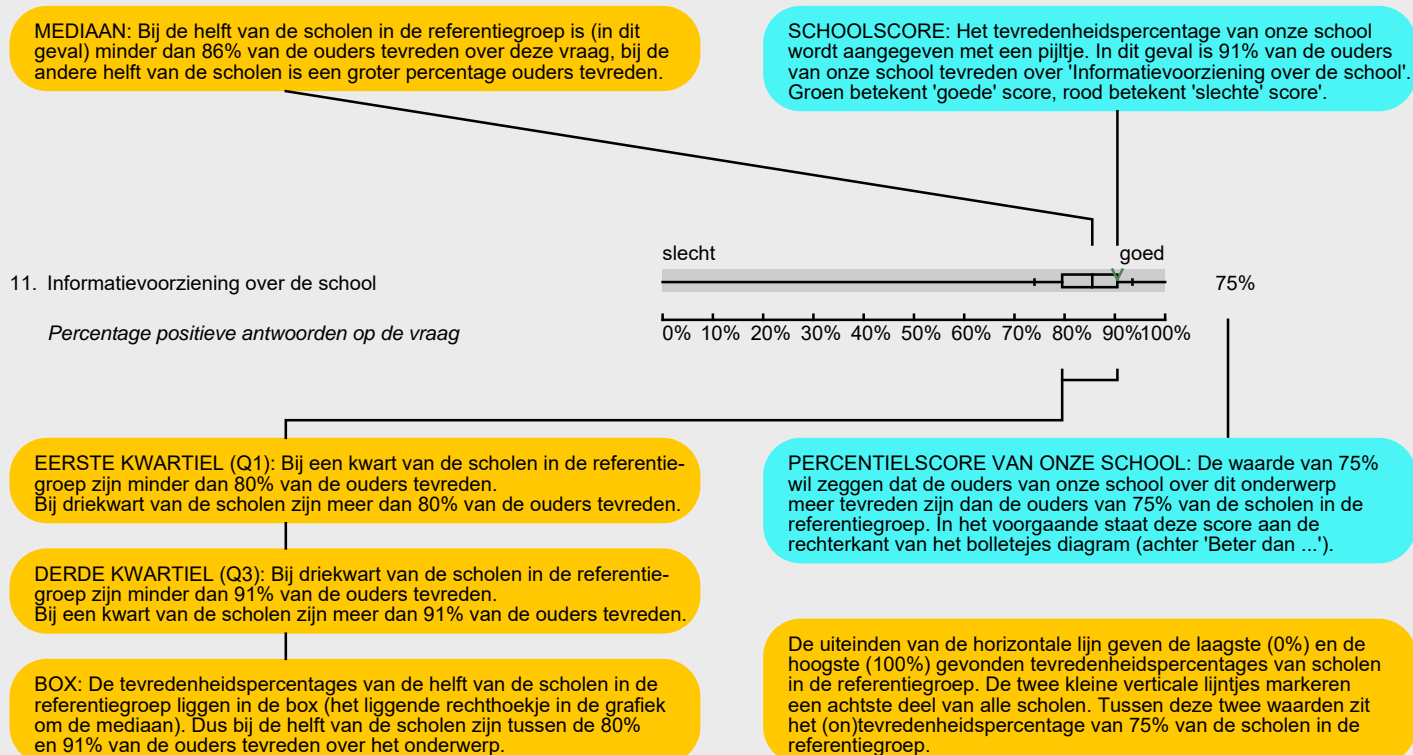 MEDIAAN: Bij de helft van de scholen in de referentiegroep is (in dit
geval) minder dan 86% van de ouders tevreden over deze vraag, bij de
andere helft van de scholen is een groter percentage ouders tevreden.
SCHOOLSCORE: Het tevredenheidspercentage van onze school
wordt aangegeven met een pijltje. In dit geval is 91% van de ouders
van onze school tevreden over 'Informatievoorziening over de school'.
Groen betekent 'goede' score, rood betekent 'slechte' score'.
slecht goed
11. Informatievoorziening over de school 75%
Percentage positieve antwoorden op de vraag
0% 10% 20% 30% 40% 50% 60% 70% 80% 90% 100%
EERSTE KWARTIEL (Q1): Bij een kwart van de scholen in de referentie-
groep zijn minder dan 80% van de ouders tevreden.
Bij driekwart van de scholen zijn meer dan 80% van de ouders tevreden.
PERCENTIELSCORE VAN ONZE SCHOOL: De waarde van 75%
wil zeggen dat de ouders van onze school over dit onderwerp
meer tevreden zijn dan de ouders van 75% van de scholen in de
referentiegroep. In het voorgaande staat deze score aan de
rechterkant van het bolletejes diagram (achter 'Beter dan ...').
DERDE KWARTIEL (Q3): Bij driekwart van de scholen in de referentie-
groep zijn minder dan 91% van de ouders tevreden.
Bij een kwart van de scholen zijn meer dan 91% van de ouders tevreden.
BOX: De tevredenheidspercentages van de helft van de scholen in de
referentiegroep liggen in de box (het liggende rechthoekje in de grafiek
om de mediaan). Dus bij de helft van de scholen zijn tussen de 80%
en 91% van de ouders tevreden over het onderwerp.
De uiteinden van de horizontale lijn geven de laagste (0%) en de
hoogste (100%) gevonden tevredenheidspercentages van scholen
in de referentiegroep. De twee kleine verticale lijntjes markeren
een achtste deel van alle scholen. Tussen deze twee waarden zit
het (on)tevredenheidspercentage van 75% van de scholen in de
referentiegroep.